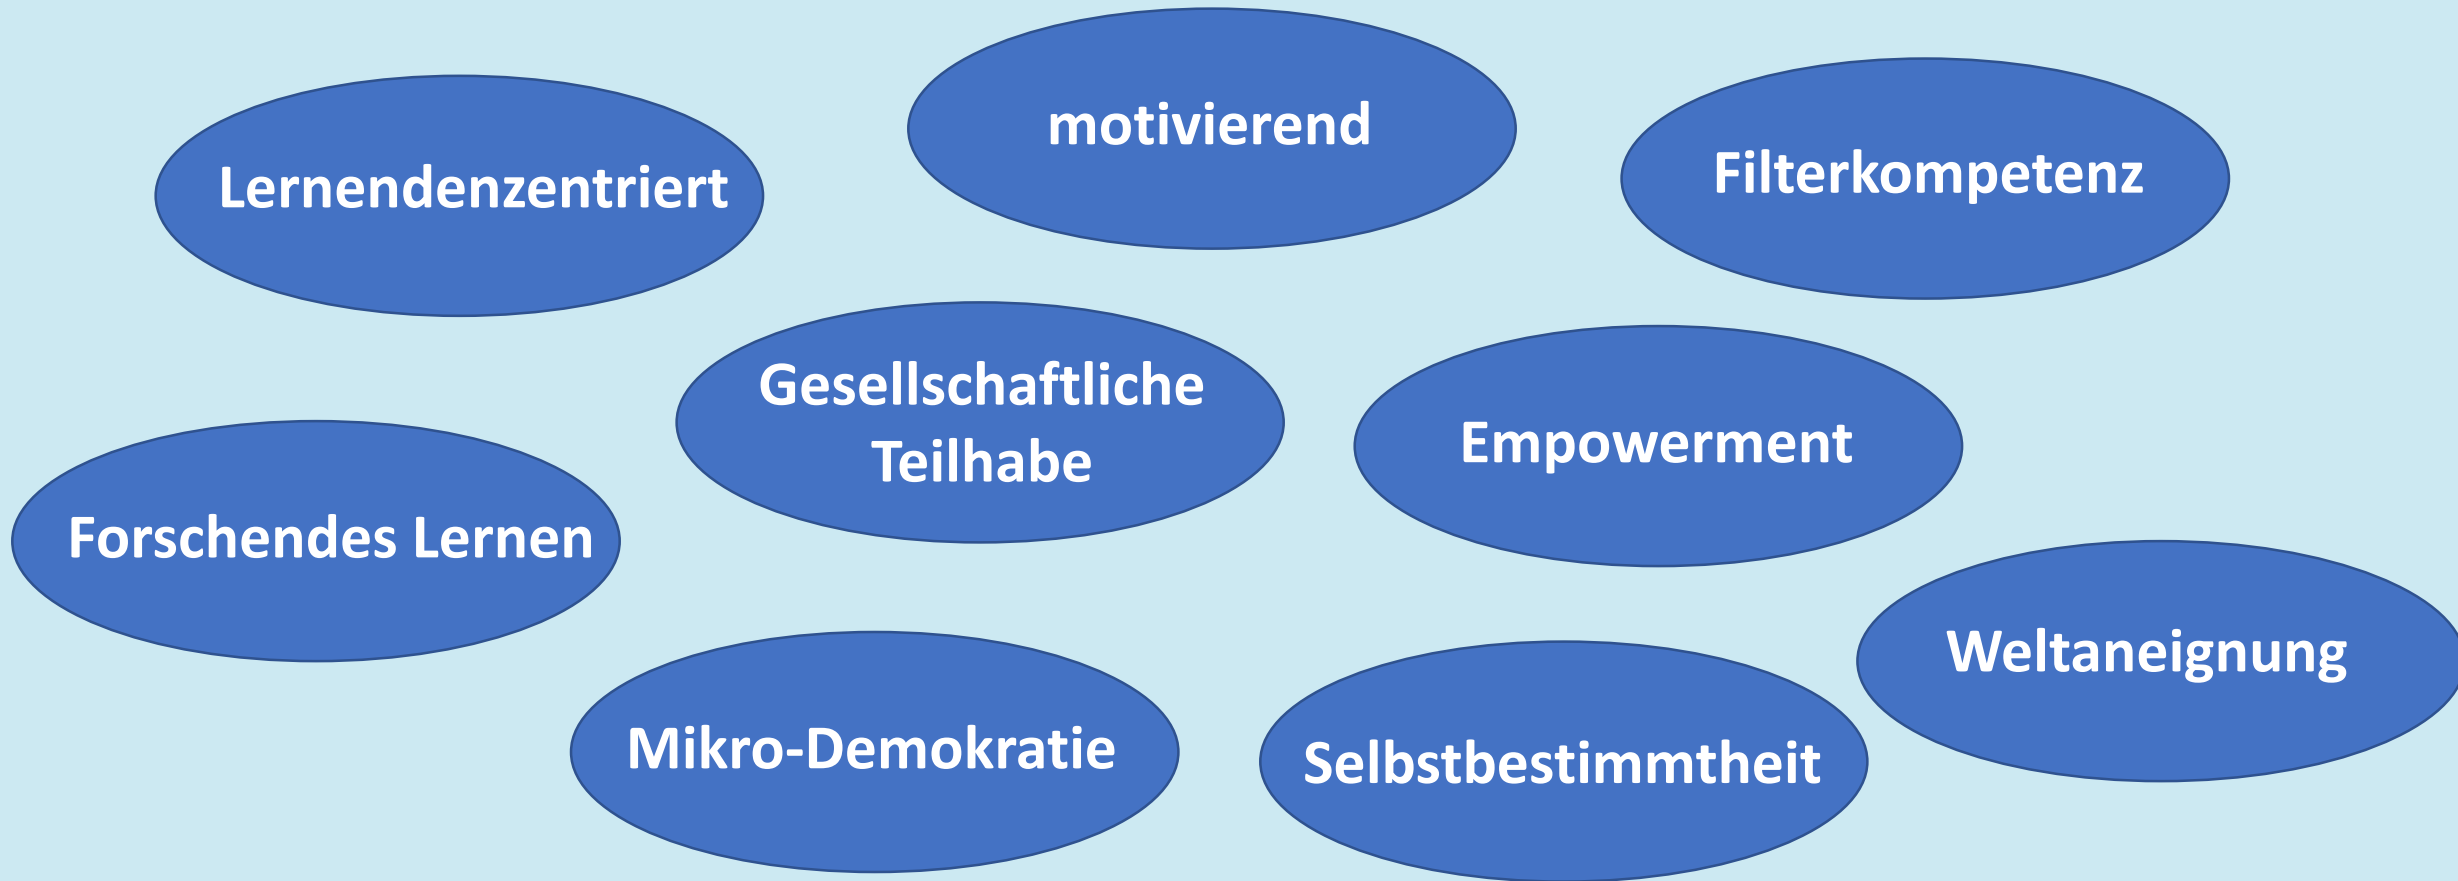 motivierend
Lernendenzentriert
Filterkompetenz
Gesellschaftliche
Teilhabe
Empowerment
Forschendes Lernen
Weltaneignung
Mikro-Demokratie
Selbstbestimmtheit